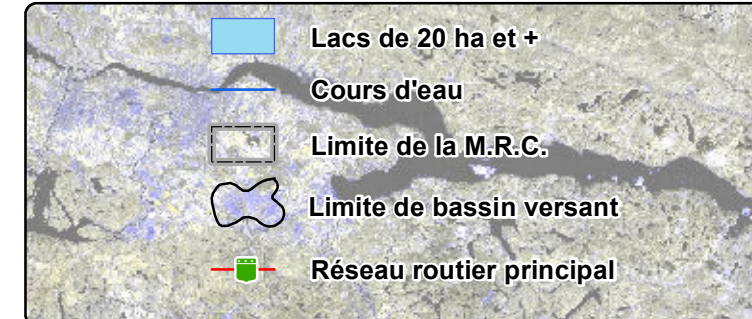 Lacs de 20 ha et +
Cours d'eau
Limite de la M.R.C.
Limite de bassin versant
Réseau routier principal